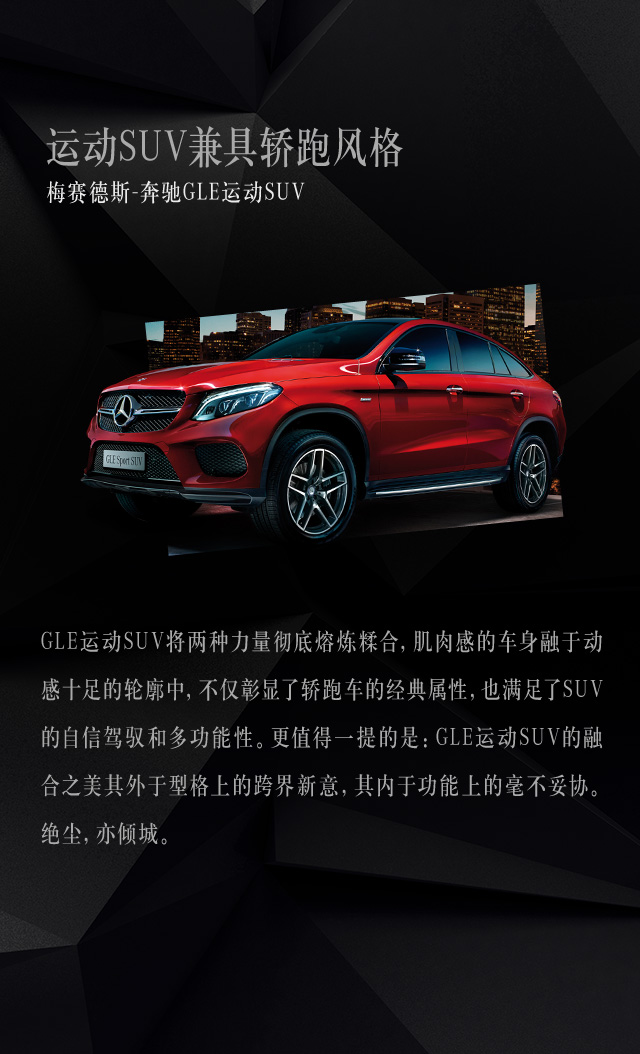 运动SUV兼具轿跑风格
梅赛德斯-奔驰GLE运动SUV
GLE Sport SUV
GLE运动SUV将两种力量彻底熔炼糅合，肌肉感的车身融于动
感十足的轮廓中，不仅彰显了轿跑车的经典属性，也满足了SUV
的自信驾驭和多功能性。更值得一提的是：GLE运动SUV的融
合之美其外于型格上的跨界新意，其内于功能上的毫不妥协。
绝尘，亦倾城。